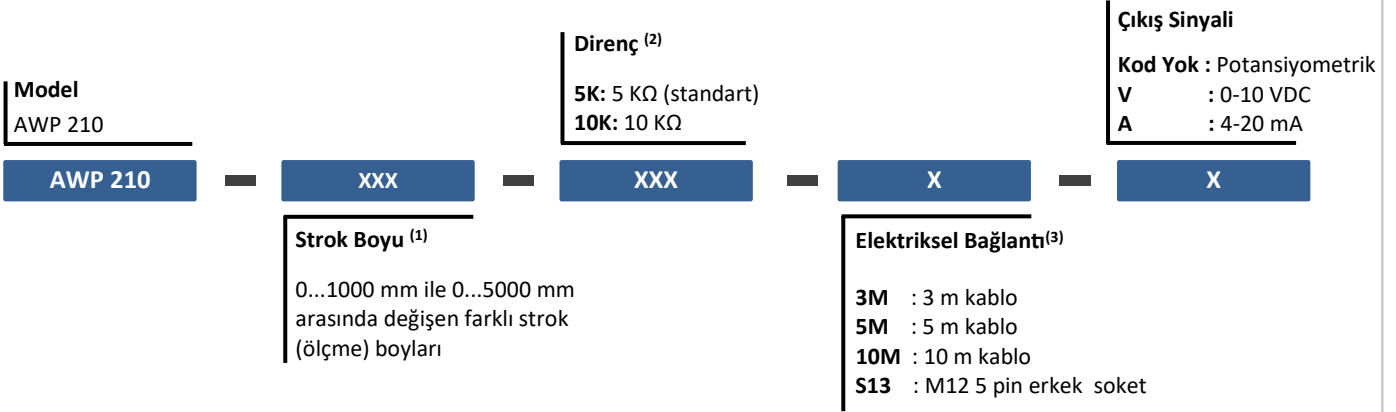 Model
AWP 210
Direnç (2)
5K: 5 KΩ (standart)
10K: 10 KΩ
Çıkış Sinyali
Kod Yok : Potansiyometrik
V : 0-10 VDC
A : 4-20 mA
AWP 210 - XXX - XXX - X - X
Strok Boyu (1)
0...1000 mm ile 0...5000 mm
arasında değişen farklı strok
(ölçme) boyları
Elektriksel Bağlantı(3)
3M : 3 m kablo
5M : 5 m kablo
10M : 10 m kablo
S13 : M12 5 pin erkek soket